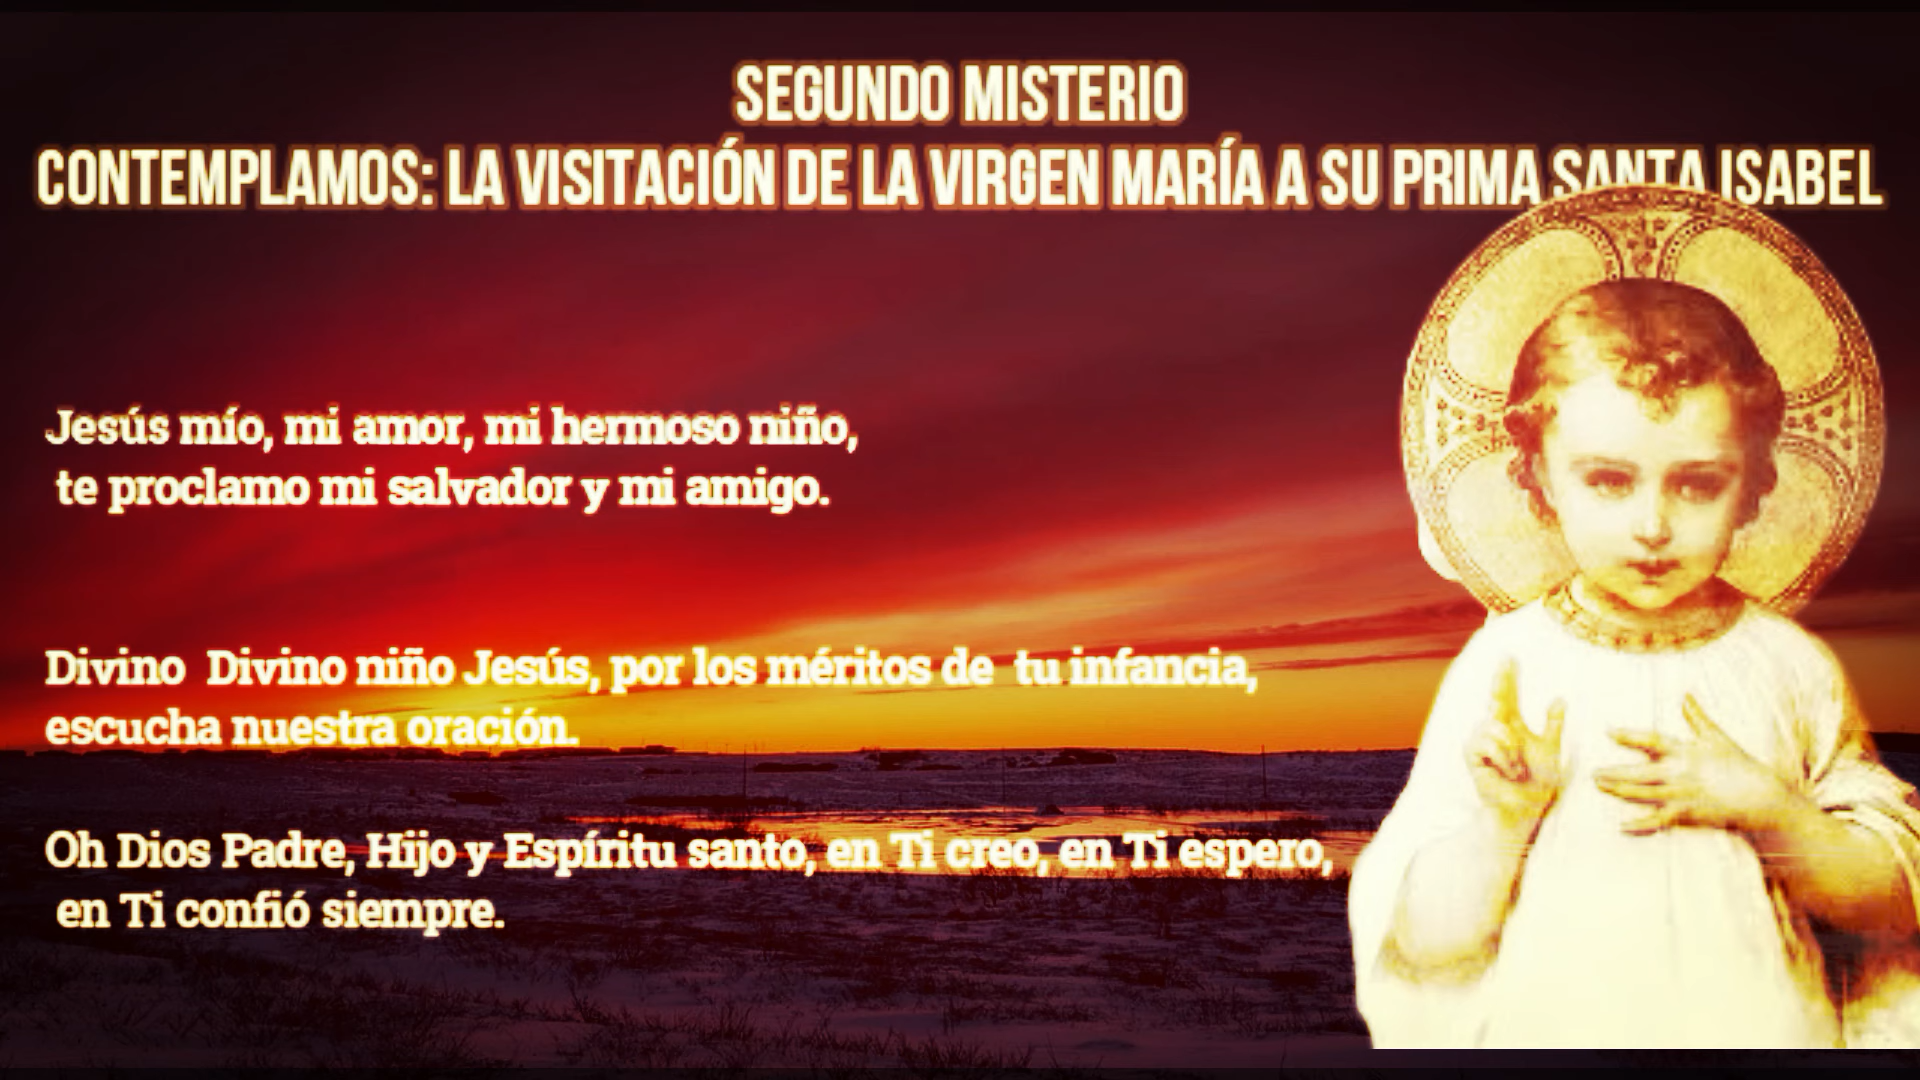 SEGUNDO MISTERIO
CONTEMPLAMOS: LA VISITACIÓN DE LA VIRGEN MARÍA A SU PRIMA SANTA ISABEL
Jesús mío, mi amor, mi hermoso niño,
te proclamo mi salvador y mi amigo.
Divino Divino niño Jesús, por los méritos de tu infancia,
escucha nuestra oración.
Oh Dios Padre, Hijo y Espíritu santo, en Ti creo, en Ti espero,
en Ti confió siempre.